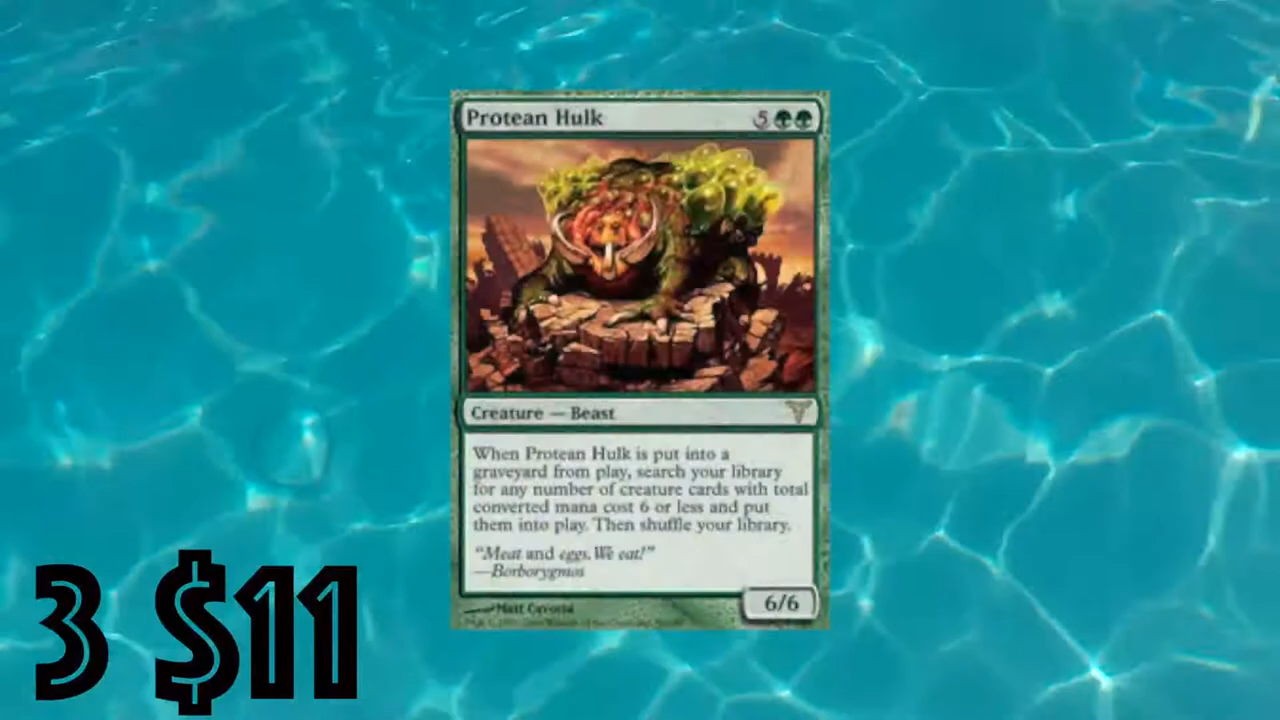 Protean Hulk 5
Creature — Beast
When Protean Hulk is put into a
graveyard from play, search your library
for any number of creature cards with total
converted mana cost 6 or less and put
them into play. Then shuffle your library.
"Meat and eggs. We eat!"
—Borborygmos
6/6
Matt Cavotta
3 $11